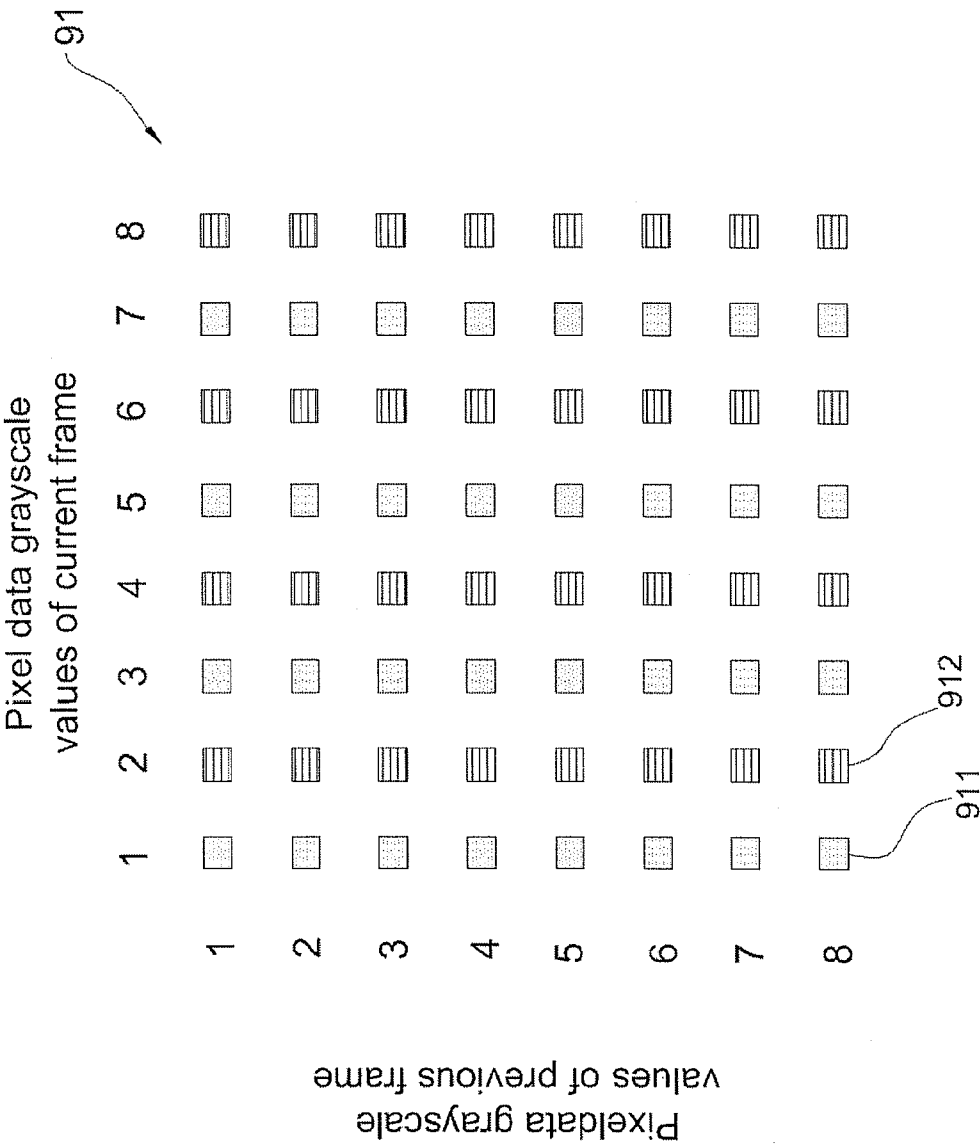 Pixel data grayscale
values of current frame
91
1 2 3 4 5 6 7 8
Pixeldata grayscale
values of previous frame
1
2
3
4
5
6
7
8
911
912